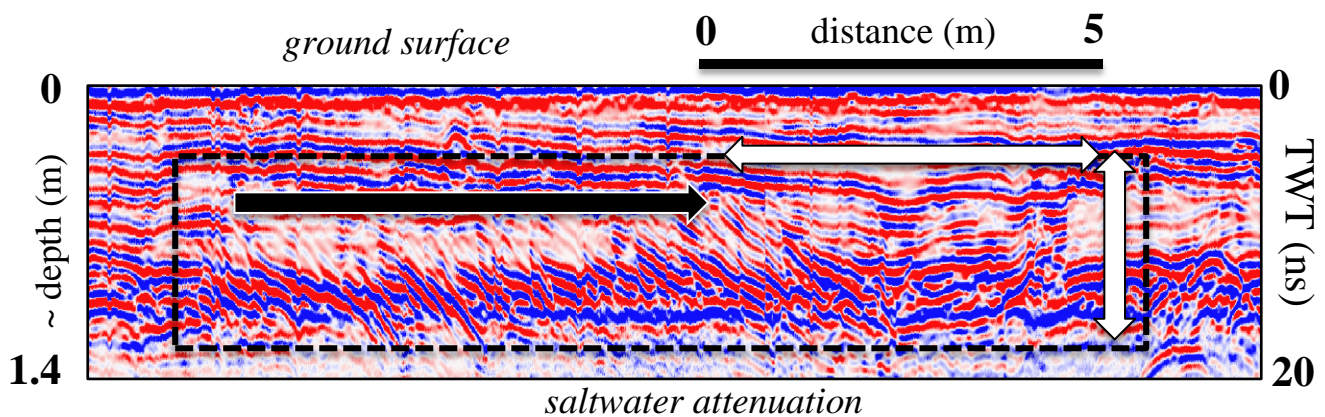 ground surface
0 distance (m) 5
0
0
~ depth (m)
TWT (ns)
1.4
20
saltwater attenuation